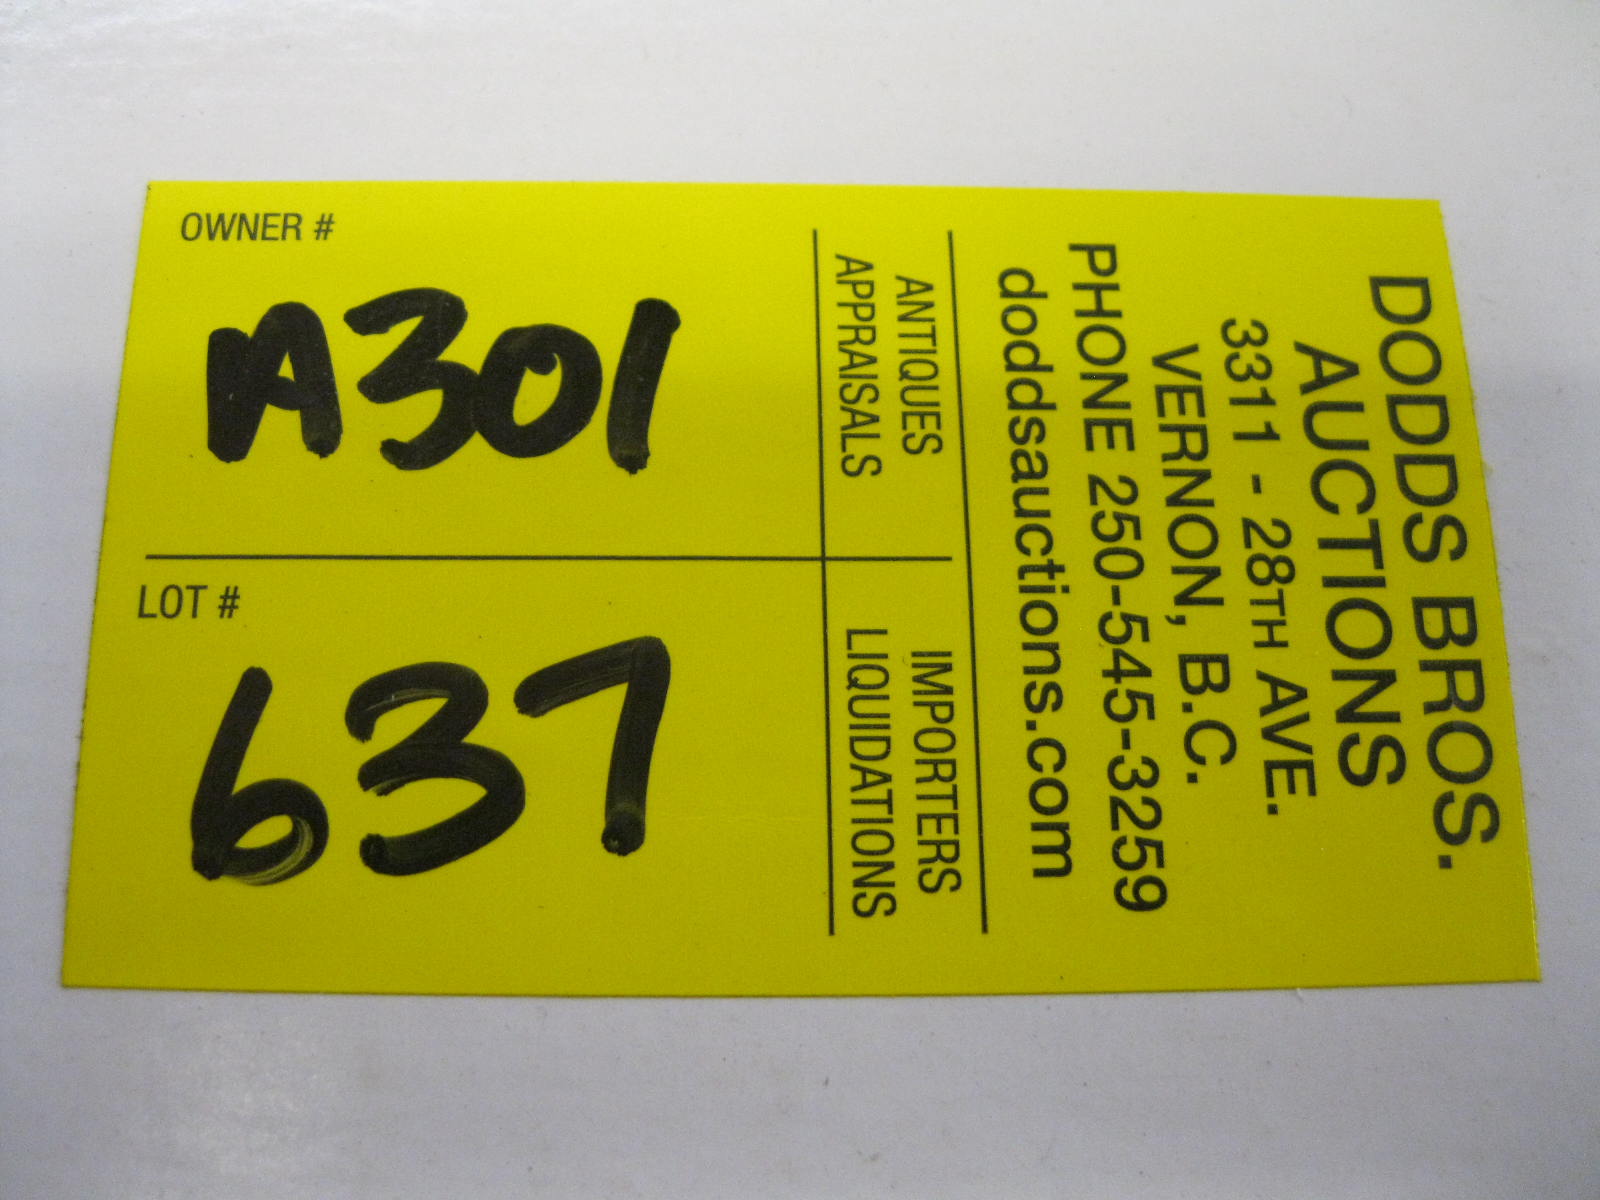 OWNER #
A301
LOT #
637
DODDS BROS.
AUCTIONS
3311 - 28TH AVE.
VERNON, B.C.
PHONE 250-545-3259
doddsauctions.com
ANTIQUES IMPORTERS
APPRAISALS LIQUIDATIONS